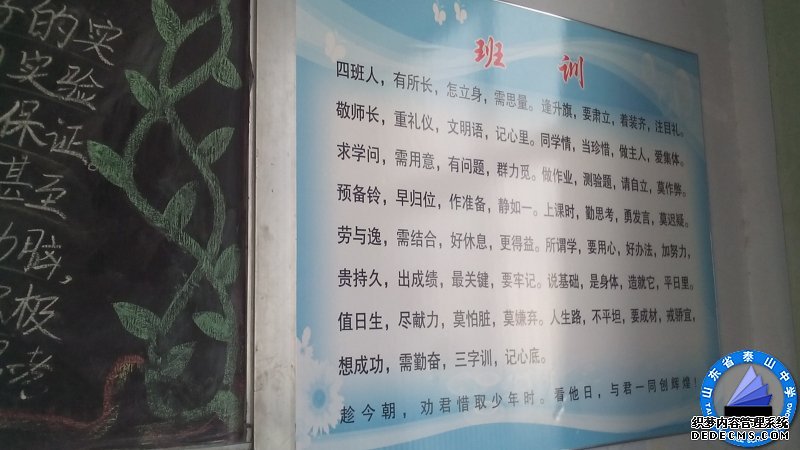 的实
实验
保证。
甚至
脑，
极
考！
班 训
四班人，有所长，怎立身，需思量。逢升旗，要肃立，着装齐，注目礼。
敬师长，重礼仪，文明语，记心里。同学情，当珍惜，做主人，爱集体。
求学问，需用意，有问题，群力觅。做作业，测验题，请自立，莫作弊。
预备铃，早归位，作准备，静如一。上课时，勤思考，勇发言，莫迟疑。
劳与逸，需结合，好休息，更得益。所谓学，要用心，好办法，加努力，
贵持久，出成绩，最关键，要牢记。说基础，是身体，造就它，平日里。
值日生，尽献力，莫怕脏，莫嫌弃。人生路，不平坦，要成材，戒骄宜，
想成功，需勤奋，三字训，记心底。
趁今朝，劝君惜取少年时。看他日，与君一同创辉煌！
山东省泰山中学
织梦内容管理系统
DEDECMS.COM